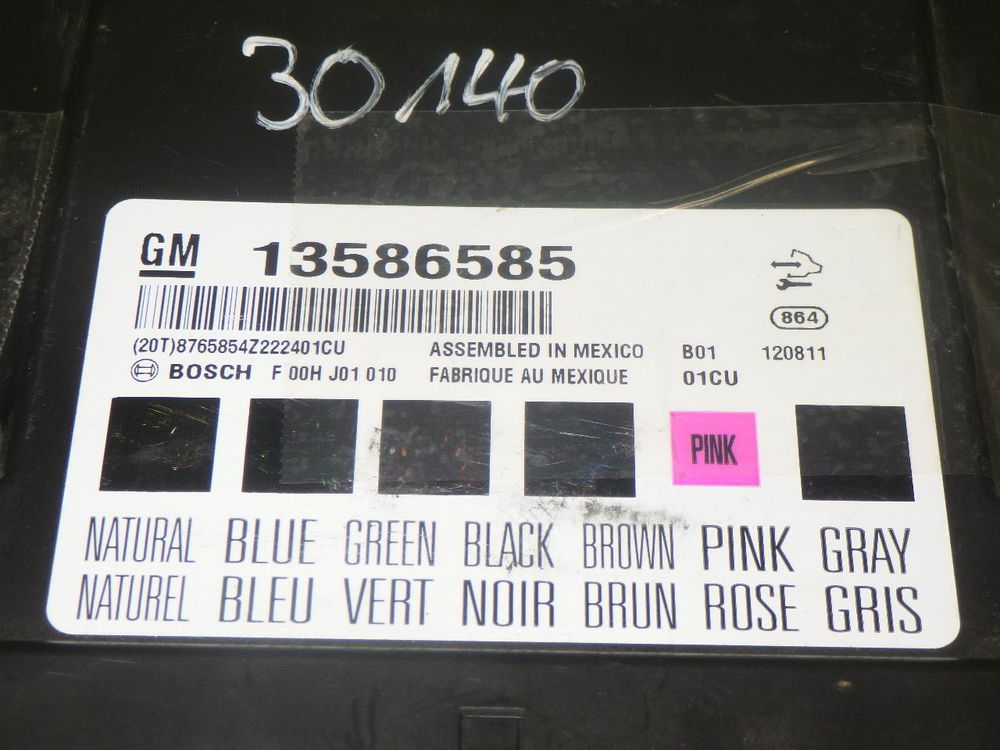 30140
GM 13586585
864
(20T)8765854Z222401CU ASSEMBLED IN MEXICO B01 120811
BOSCH F 00H J01 010 FABRIQUE AU MEXIQUE 01CU
PINK
NATURAL BLUE GREEN BLACK BROWN PINK GRAY
NATUREL BLEU VERT NOIR BRUN ROSE GRIS